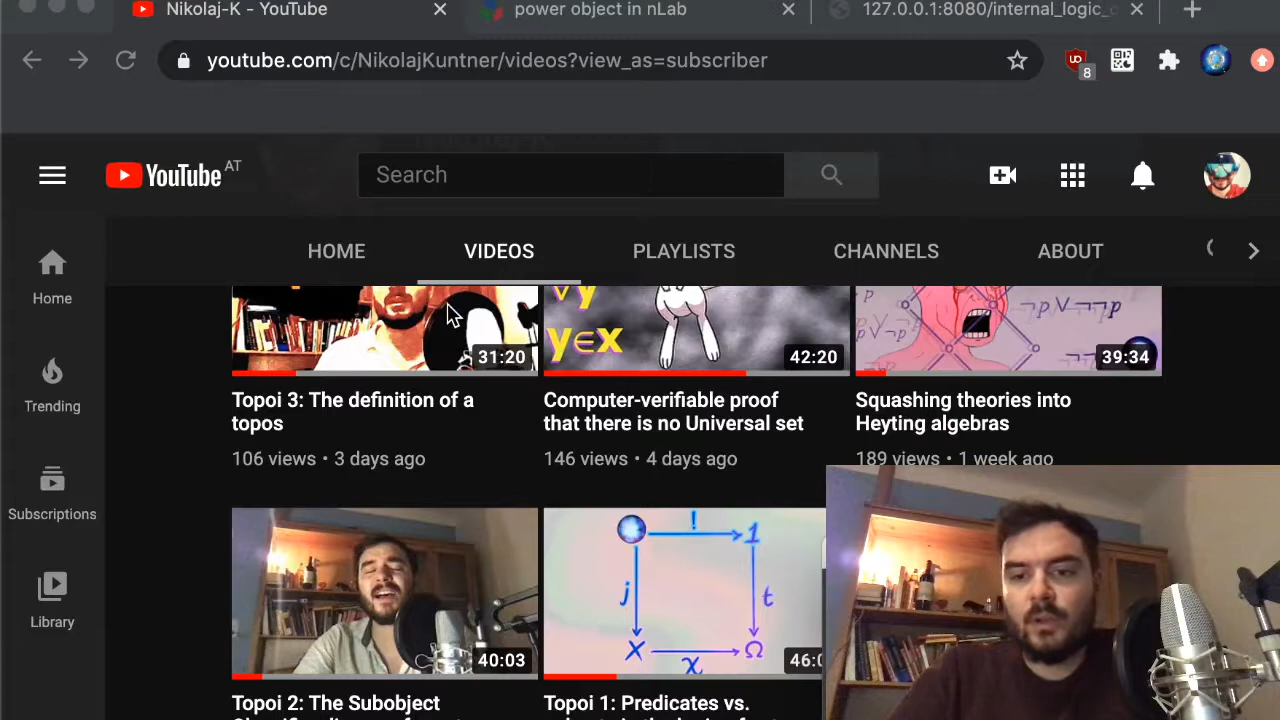 Nikolaj-K - YouTube
power object in nLab
127.0.0.1:8080/internal_logic_
youtube.com/c/NikolajKuntner/videos?view_as=subscriber
UO
8
YouTube AT
Search
HOME
VIDEOS
PLAYLISTS
CHANNELS
ABOUT
Home
Trending
Subscriptions
Library
∀y
y∈x
31:20
42:20
39:34
Topoi 3: The definition of a
topos
106 views • 3 days ago
Computer-verifiable proof
that there is no Universal set
146 views • 4 days ago
Squashing theories into
Heyting algebras
189 views • 1 week ago
40:03
!
1
j
t
X
χ
Ω
46:0
Topoi 2: The Subobject
Topoi 1: Predicates vs.